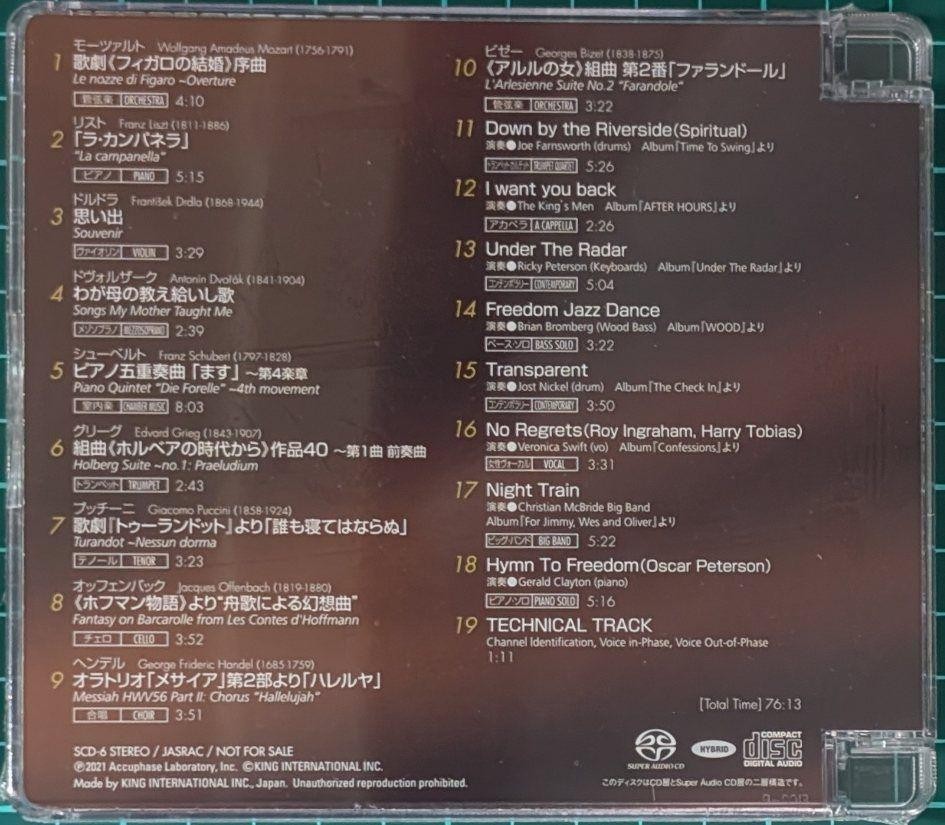 モーツァルト Wolfgang Amadeus Mozart (1756-1791)
1 歌劇《フィガロの結婚》序曲
Le nozze di Figaro ~Overture
管弦楽 ORCHESTRA 4:10
リスト Franz Liszt (1811-1886)
2 「ラ・カンパネラ」
"La campanella"
ピアノ PIANO 5:15
ドルドラ František Drdla (1868-1944)
3 思い出
Souvenir
ヴァイオリン VIOLIN 3:29
ドヴォルザーク Antonín Dvořák (1841-1904)
4 わが母の教え給いし歌
Songs My Mother Taught Me
メゾソプラノ MEZZOSOPRANO 2:39
シューベルト Franz Schubert (1797-1828)
5 ピアノ五重奏曲「ます」～第4楽章
Piano Quintet "Die Forelle" ~4th movement
室内楽 CHAMBER MUSIC 8:03
グリーグ Edvard Grieg (1843-1907)
6 組曲《ホルベアの時代から》作品40 ～第1曲 前奏曲
Holberg Suite ~no.1: Praeludium
トランペット TRUMPET 2:43
プッチーニ Giacomo Puccini (1858-1924)
7 歌劇『トゥーランドット』より「誰も寝てはならぬ」
Turandot ~Nessun dorma
テノール TENOR 3:23
オッフェンバック Jacques Offenbach (1819-1880)
8 《ホフマン物語》より"舟歌による幻想曲"
Fantasy on Barcarolle from Les Contes d'Hoffmann
チェロ CELLO 3:52
ヘンデル George Frideric Handel (1685-1759)
9 オラトリオ「メサイア」第2部より「ハレルヤ」
Messiah HWV56 Part II: Chorus "Hallelujah"
合唱 CHOIR 3:51
SCD-6 STEREO / JASRAC / NOT FOR SALE
℗2021 Accuphase Laboratory, Inc. ©KING INTERNATIONAL INC.
Made by KING INTERNATIONAL INC., Japan. Unauthorized reproduction prohibited.
ビゼー Georges Bizet (1838-1875)
10 《アルルの女》組曲 第2番「ファランドール」
L'Arlesienne Suite No.2 "Farandole"
管弦楽 ORCHESTRA 3:22
11 Down by the Riverside(Spiritual)
演奏●Joe Farnsworth (drums) Album『Time To Swing』より
トランペット・カルテット TRUMPET QUARTET 5:26
12 I want you back
演奏●The King's Men Album『AFTER HOURS』より
アカペラ A CAPPELLA 2:26
13 Under The Radar
演奏●Ricky Peterson (Keyboards) Album『Under The Radar』より
コンテンポラリー CONTEMPORARY 5:04
14 Freedom Jazz Dance
演奏●Brian Bromberg (Wood Bass) Album『WOOD』より
ベース・ソロ BASS SOLO 3:22
15 Transparent
演奏●Jost Nickel (drum) Album『The Check In』より
コンテンポラリー CONTEMPORARY 3:50
16 No Regrets(Roy Ingraham, Harry Tobias)
演奏●Veronica Swift (vo) Album『Confessions』より
女性ヴォーカル VOCAL 3:31
17 Night Train
演奏●Christian McBride Big Band
Album『For Jimmy, Wes and Oliver』より
ビッグ・バンド BIG BAND 5:22
18 Hymn To Freedom(Oscar Peterson)
演奏●Gerald Clayton (piano)
ピアノ・ソロ PIANO SOLO 5:16
19 TECHNICAL TRACK
Channel Identification, Voice in-Phase, Voice Out-of-Phase
1:11
[Total Time] 76:13
SUPER AUDIO CD HYBRID COMPACT disc DIGITAL AUDIO
このディスクはCD層とSuper Audio CD層の二層構造です。